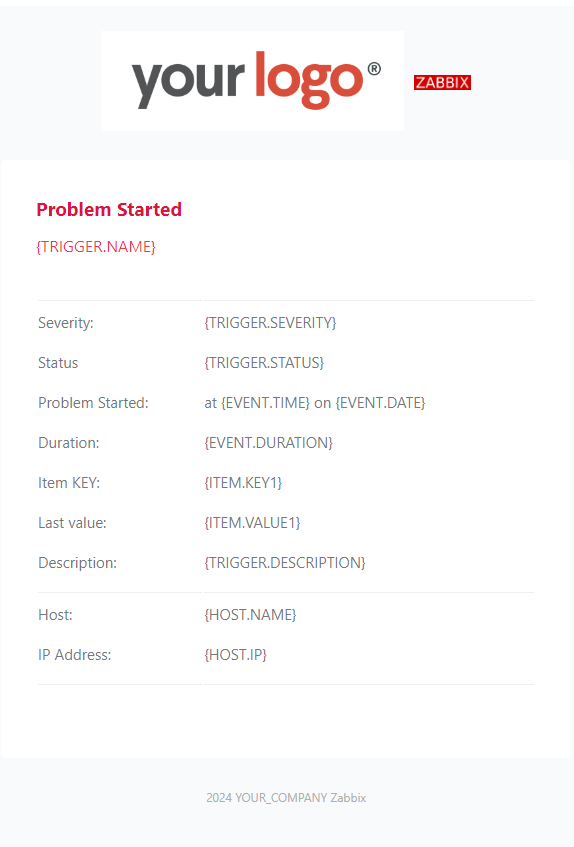 your logo®
ZABBIX
Problem Started
{TRIGGER.NAME}
Severity: {TRIGGER.SEVERITY}
Status {TRIGGER.STATUS}
Problem Started: at {EVENT.TIME} on {EVENT.DATE}
Duration: {EVENT.DURATION}
Item KEY: {ITEM.KEY1}
Last value: {ITEM.VALUE1}
Description: {TRIGGER.DESCRIPTION}
Host: {HOST.NAME}
IP Address: {HOST.IP}
2024 YOUR_COMPANY Zabbix